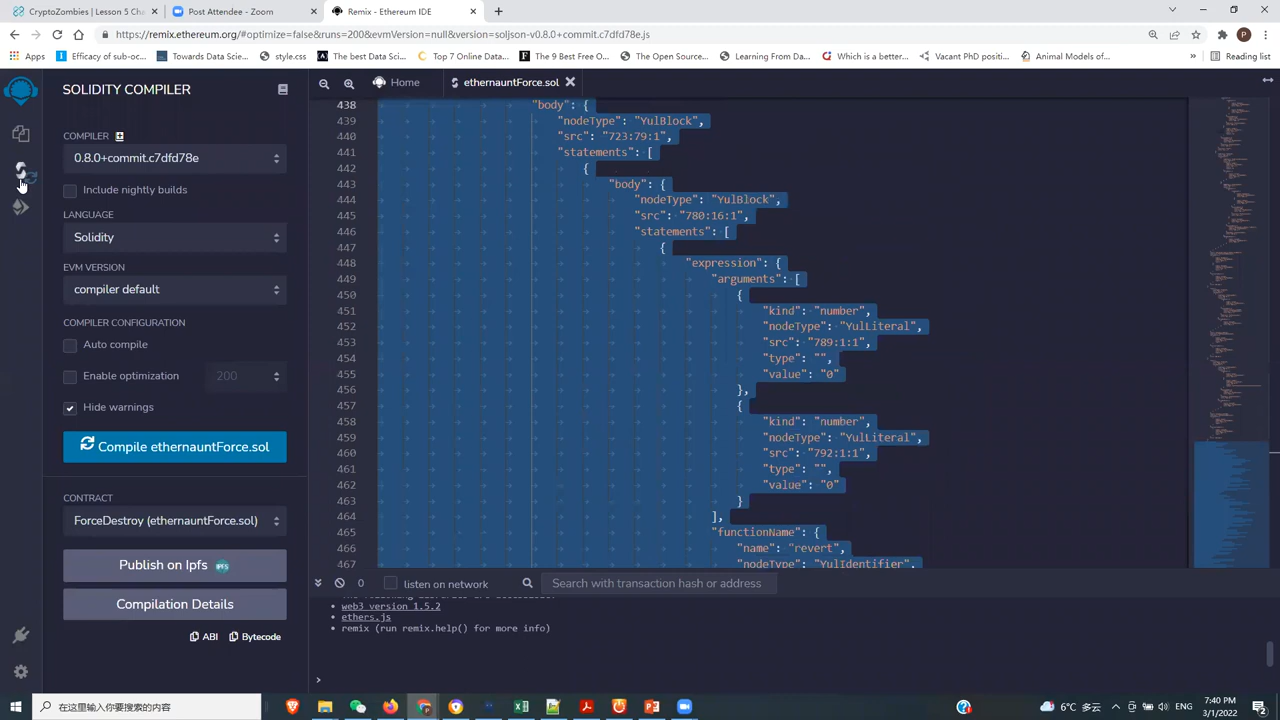 CryptoZombies | Lesson 5 Cha
Post Attendee - Zoom
Remix - Ethereum IDE
https://remix.ethereum.org/#optimize=false&runs=200&evmVersion=null&version=soljson-v0.8.0+commit.c7dfd78e.js
Apps
Efficacy of sub-oc...
Towards Data Scien...
style.css
The best Data Sci...
Top 7 Online Data...
The 9 Best Free O...
The Open Source...
Learning From Da...
Which is a better...
Vacant PhD positio...
Animal Models of...
»
Reading list
SOLIDITY COMPILER
Home
ethernauntForce.sol
COMPILER
0.8.0+commit.c7dfd78e
Include nightly builds
LANGUAGE
Solidity
EVM VERSION
compiler default
COMPILER CONFIGURATION
Auto compile
Enable optimization
200
Hide warnings
Compile ethernauntForce.sol
CONTRACT
ForceDestroy (ethernauntForce.sol)
Publish on Ipfs
IPFS
Compilation Details
ABI
Bytecode
438 "body": {
439 "nodeType": "YulBlock",
440 "src": "723:79:1",
441 "statements": [
442 {
443 "body": {
444 "nodeType": "YulBlock",
445 "src": "780:16:1",
446 "statements": [
447 {
448 "expression": {
449 "arguments": [
450 {
451 "kind": "number",
452 "nodeType": "YulLiteral",
453 "src": "789:1:1",
454 "type": "",
455 "value": "0"
456 },
457 {
458 "kind": "number",
459 "nodeType": "YulLiteral",
460 "src": "792:1:1",
461 "type": "",
462 "value": "0"
463 }
464 ],
465 "functionName": {
466 "name": "revert",
467 "nodeType": "YulIdentifier",
0
listen on network
Search with transaction hash or address
web3 version 1.5.2
ethers.js
remix (run remix.help() for more info)
>
在这里输入你要搜索的内容
6°C 多云
7:40 PM
3/1/2022